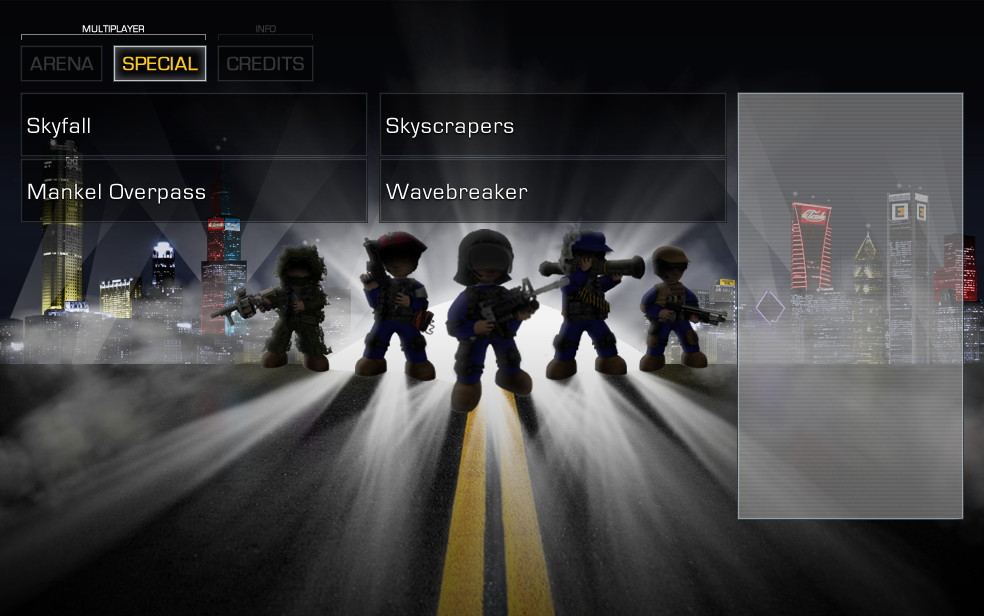 MULTIPLAYER
INFO
ARENA
SPECIAL
CREDITS
Skyfall
Skyscrapers
Mankel Overpass
Wavebreaker